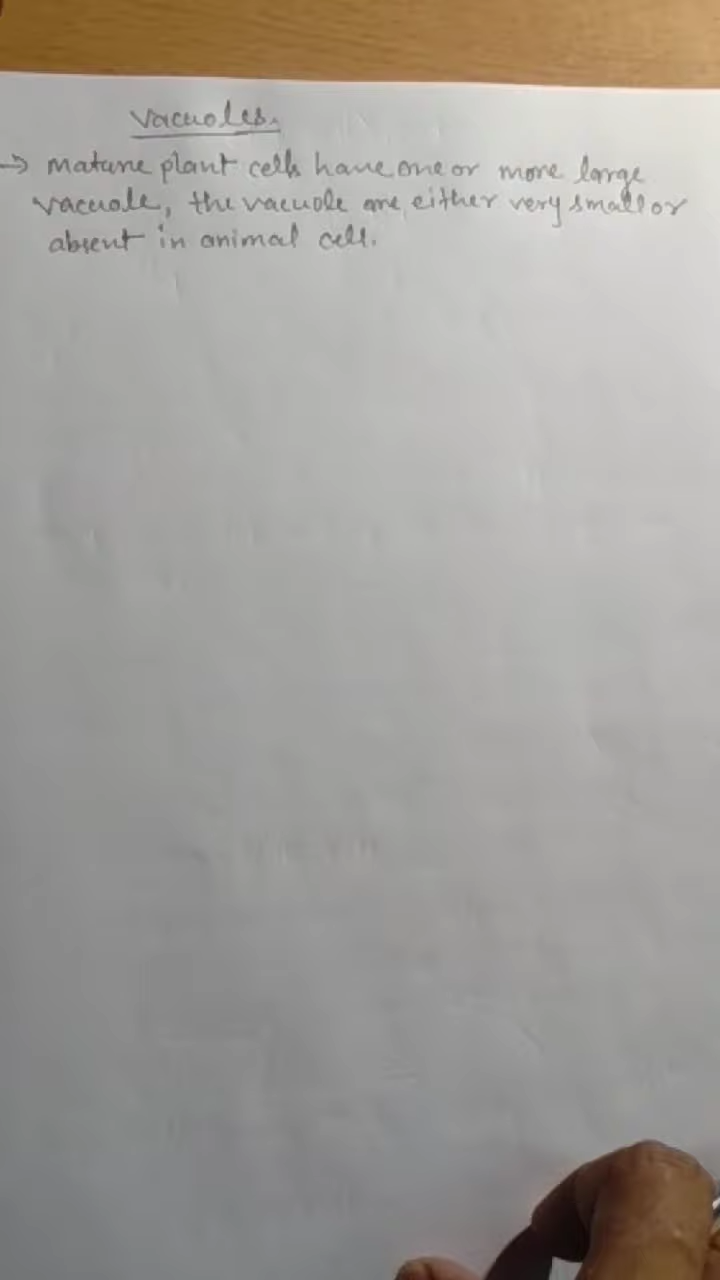 Vacuoles.
→ mature plant cells have one or more large
vacuole, the vacuole are either very small or
absent in animal cell.